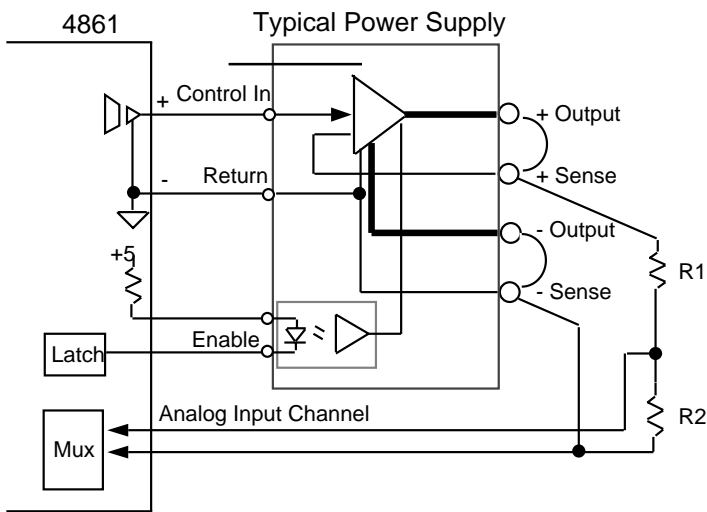 4861
Typical Power Supply
+ Control In
+ Output
- Return
+ Sense
+5
- Output
R1
- Sense
Enable
Latch
Analog Input Channel
R2
Mux